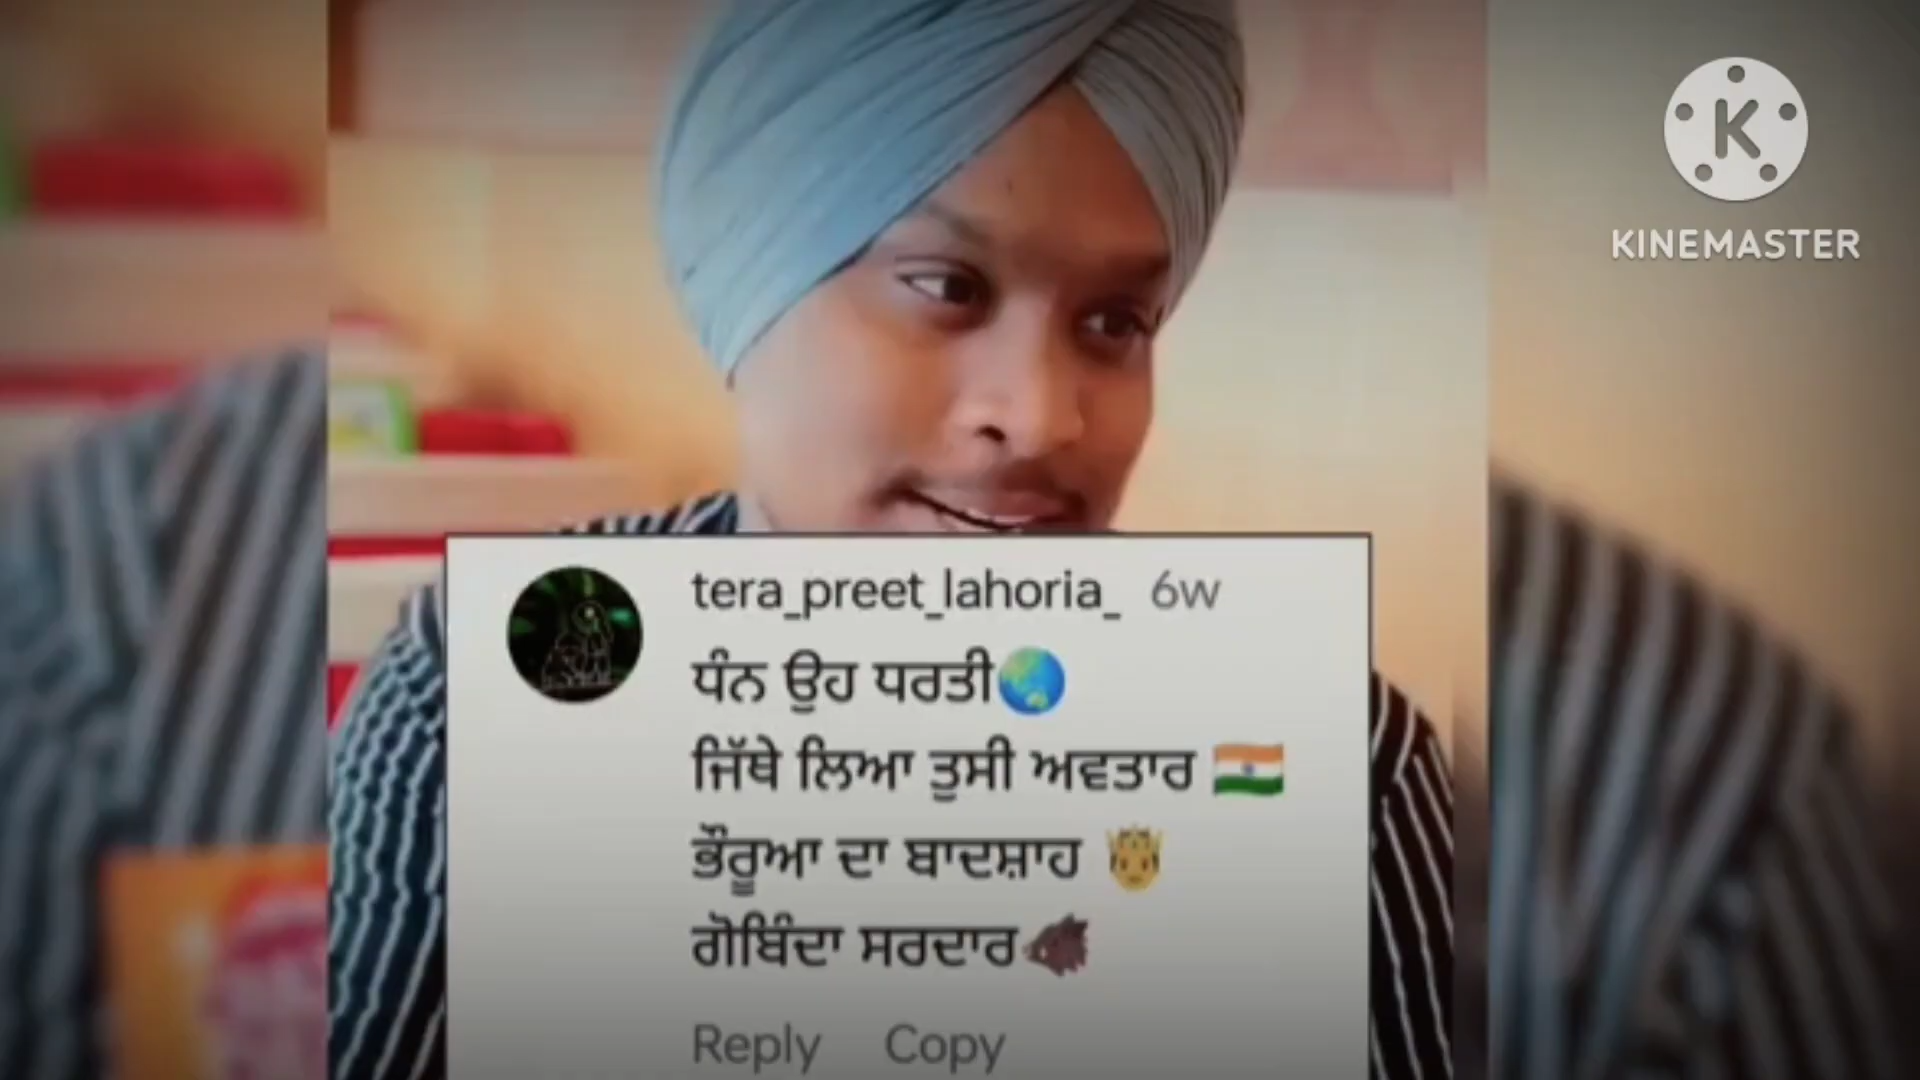 K
KINEMASTER
tera_preet_lahoria_ 6w
ਧੰਨ ਉਹ ਧਰਤੀ🌏
ਜਿੱਥੇ ਲਿਆ ਤੁਸੀ ਅਵਤਾਰ 🇮🇳
ਭੌਰੂਆ ਦਾ ਬਾਦਸ਼ਾਹ 🤴
ਗੋਬਿੰਦਾ ਸਰਦਾਰ🐗
Reply Copy